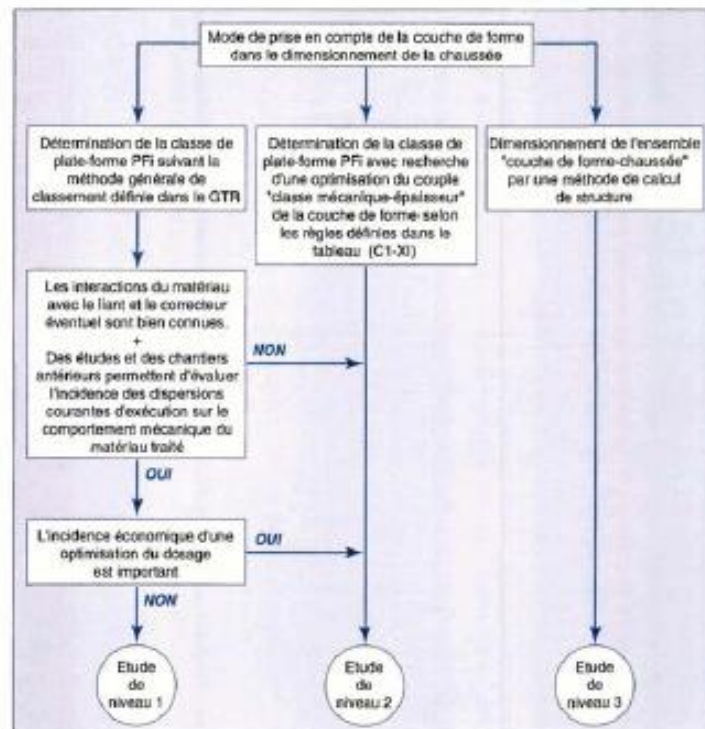 Mode de prise en compte de la couche de forme
dans le dimensionnement de la chaussée
Détermination de la classe de
plate-forme PFi suivant la
méthode générale de
classement définie dans le GTR
Détermination de la classe de
plate-forme PFi avec recherche
d'une optimisation du couple
"classe mécanique-épaisseur"
de la couche de forme selon
les règles définies dans le
tableau (C1-XI)
Dimensionnement de l'ensemble
"couche de forme-chaussée"
par une méthode de calcut
de structure
Les interactions du matériau
avec le liant et le correcteur
éventuel sont bien connues.
+
Des études et des chantiers
antérieurs permettent d'évaluer
l'incidence des dispersions
courantes d'exécution sur le
comportement mécanique du
matériau traité
NON
OUI
L'incidence économique d'une
optimisation du dosage
est important
OUI
NON
Etude
de
niveau 1
Etude
de
niveau 2
Etude
de
niveau 3